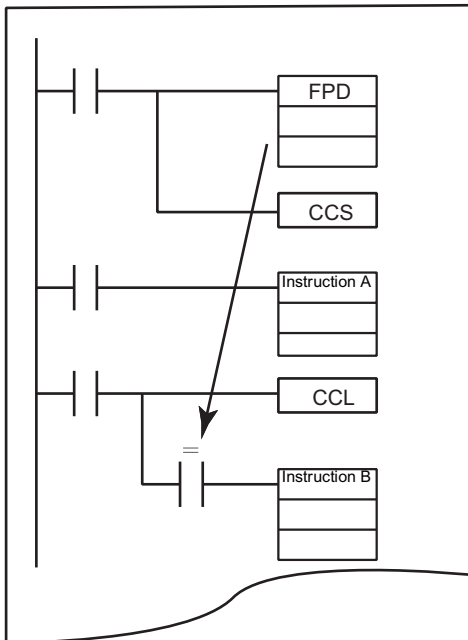 FPD
CCS
Instruction A
CCL
=
Instruction B